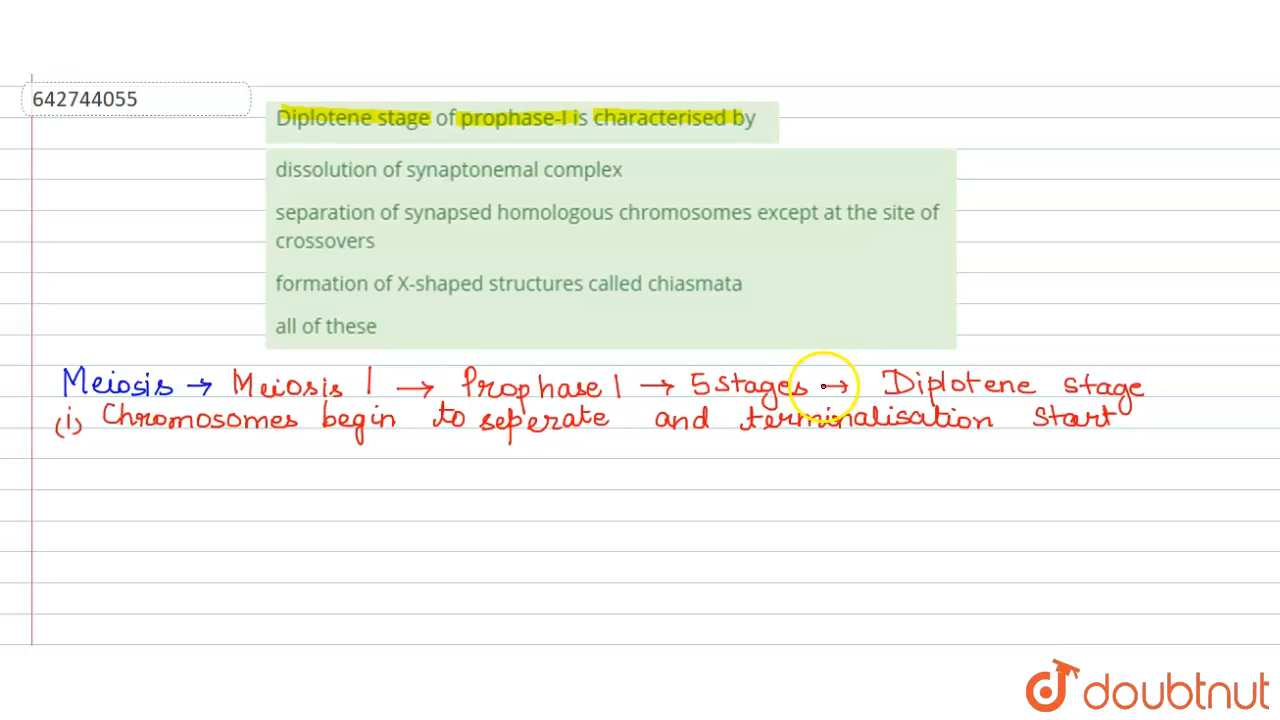 642744055
Diplotene stage of prophase-I is characterised by
dissolution of synaptonemal complex
separation of synapsed homologous chromosomes except at the site of
crossovers
formation of X-shaped structures called chiasmata
all of these
Meiosis → Meiosis I → Prophase I → 5 stages → Diplotene stage
(i) Chromosomes begin to seperate and terminalisation start
doubtnut